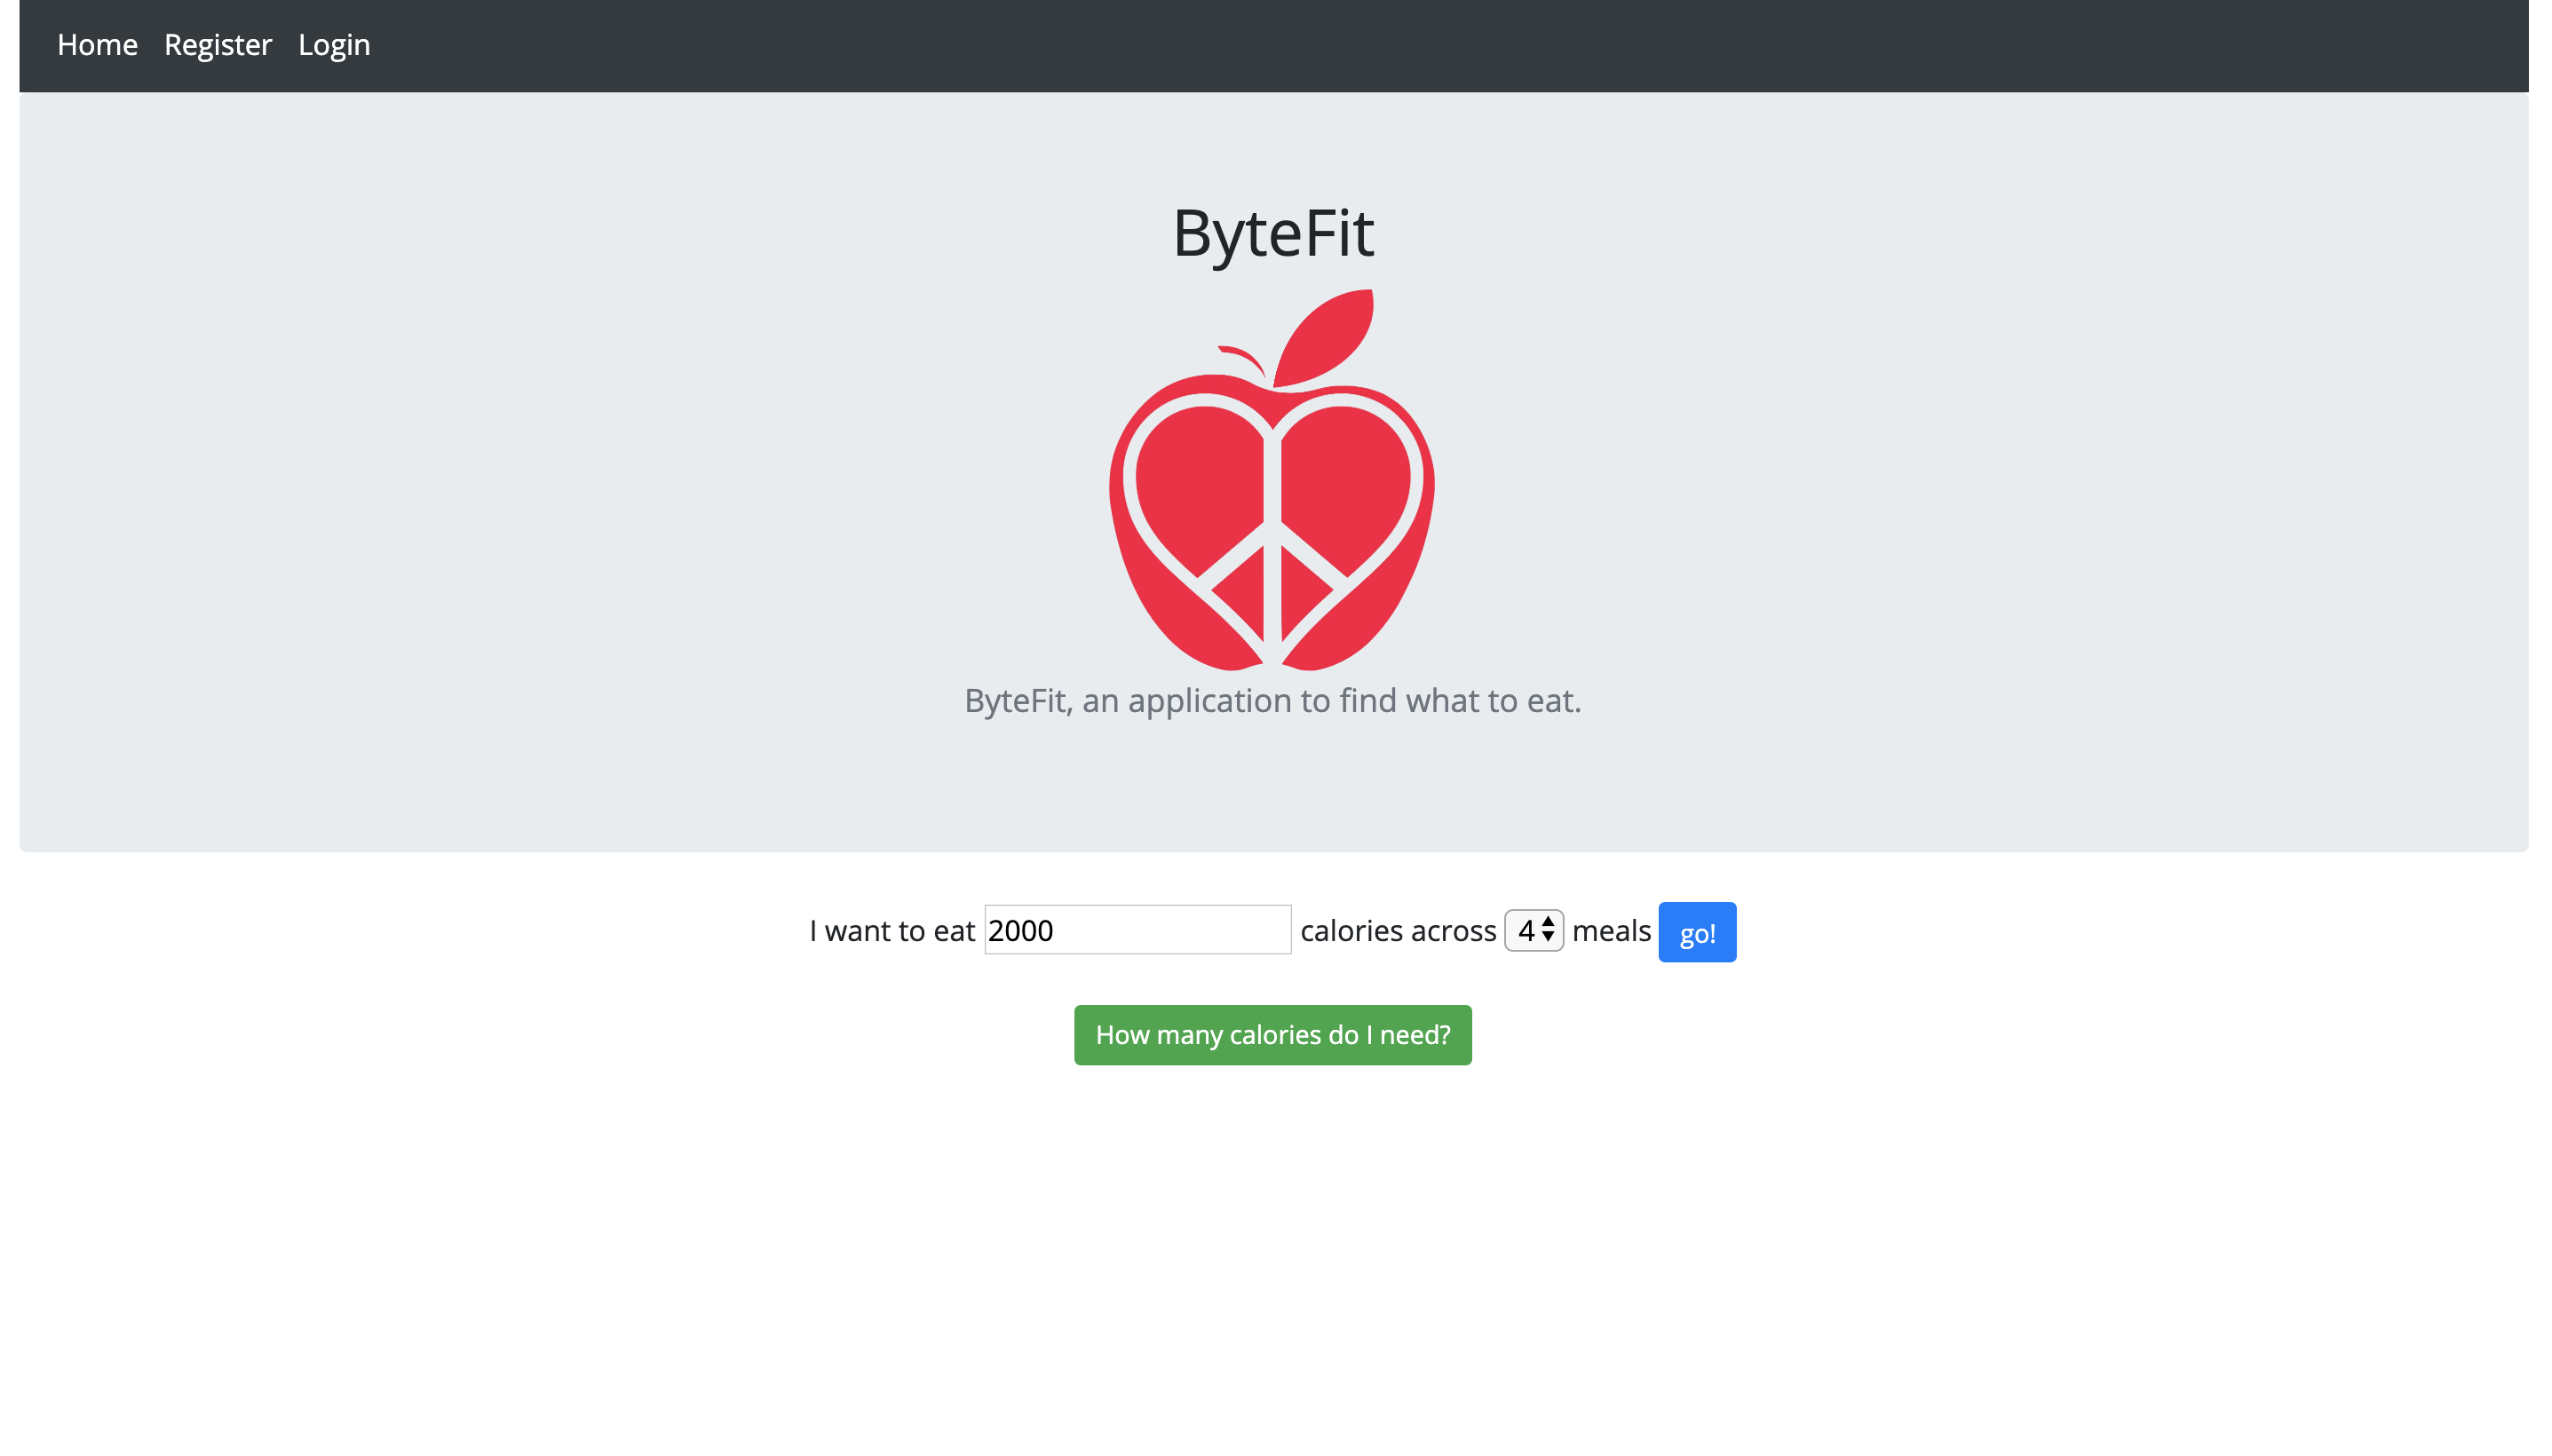 Home Register Login
ByteFit
ByteFit, an application to find what to eat.
I want to eat 2000 calories across 4 meals go!
How many calories do I need?